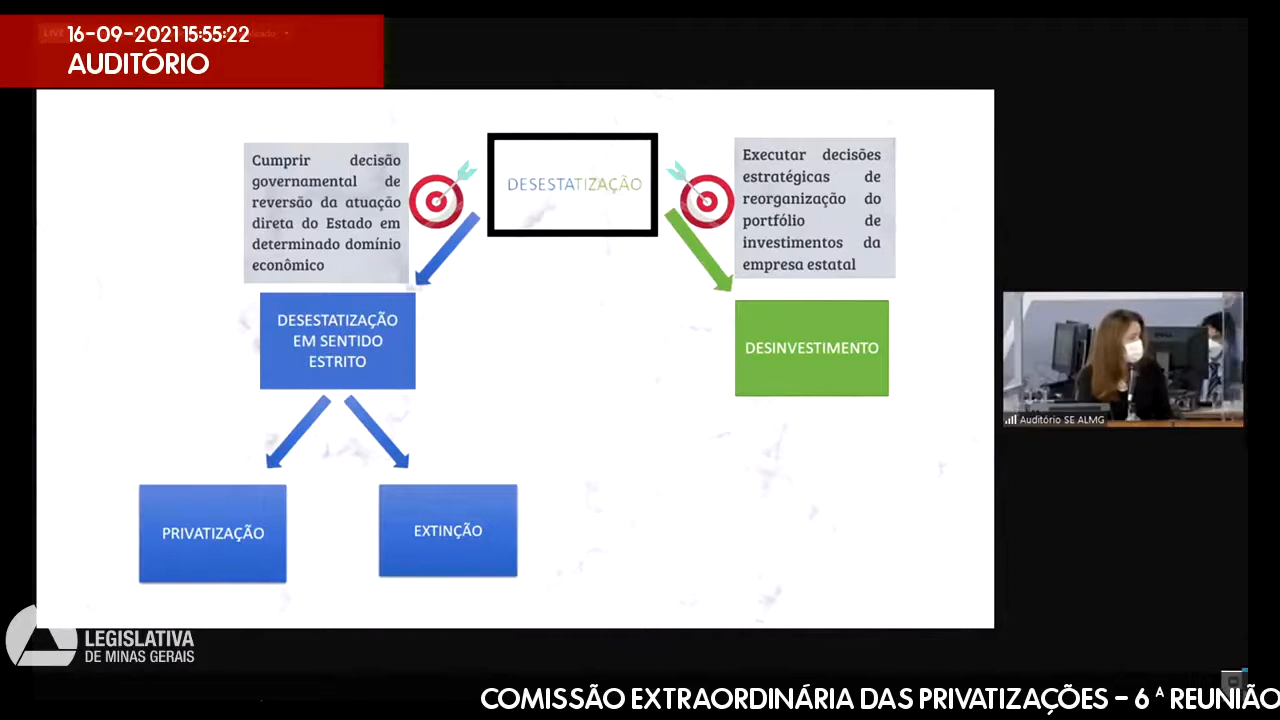 LIVE
16-09-2021 15:55:22
AUDITÓRIO
Cumprir decisão
governamental de
reversão da atuação
direta do Estado em
determinado domínio
econômico
DESESTATIZAÇÃO
Executar decisões
estratégicas de
reorganização do
portfólio de
investimentos da
empresa estatal
DESESTATIZAÇÃO
EM SENTIDO
ESTRITO
DESINVESTIMENTO
PRIVATIZAÇÃO
EXTINÇÃO
Auditório SE ALMG
LEGISLATIVA
DE MINAS GERAIS
COMISSÃO EXTRAORDINÁRIA DAS PRIVATIZAÇÕES - 6ª REUNIÃO